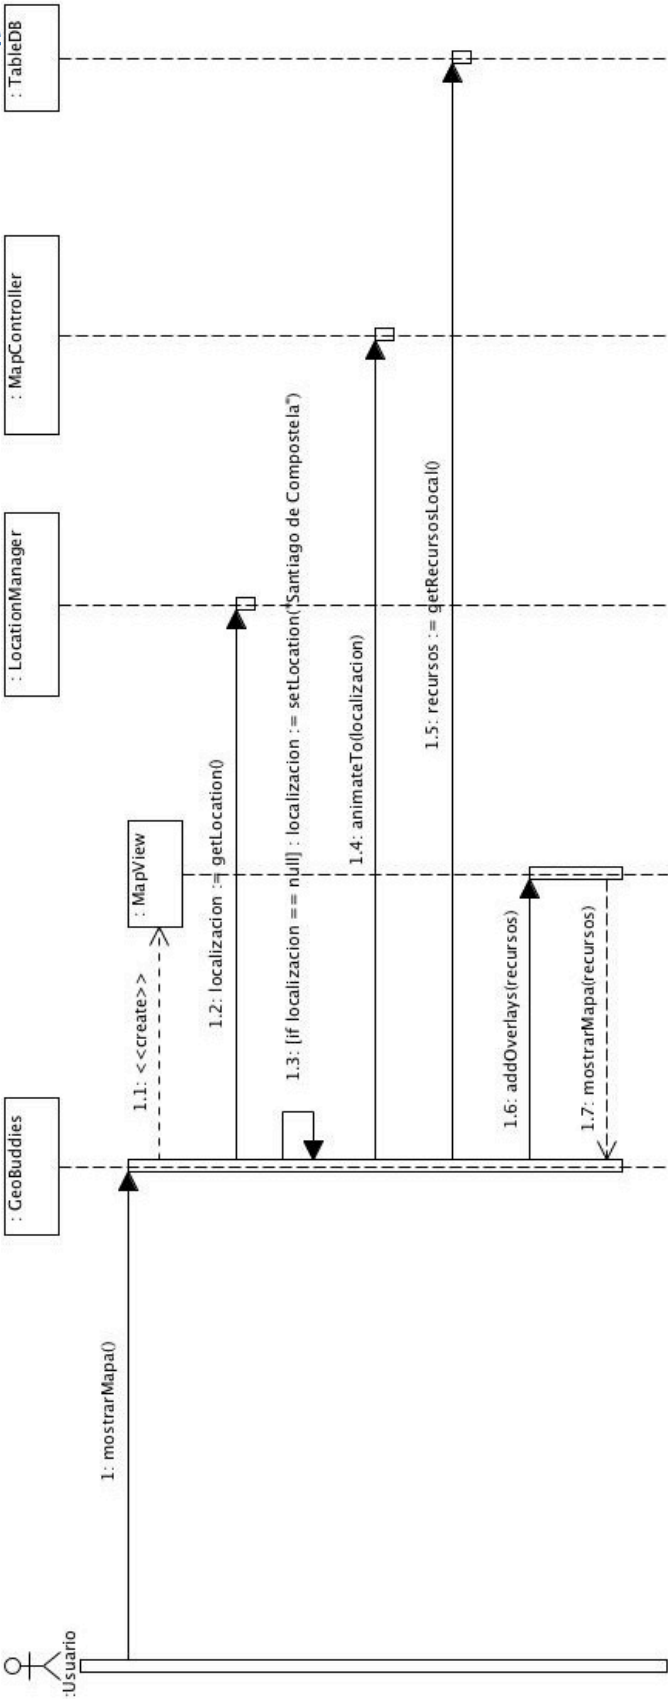 :Usuario
: GeoBuddies
: MapView
: LocationManager
: MapController
: TableDB
1: mostrarMapa()
1.1: <<create>>
1.2: localizacion := getLocation()
1.3: [if localizacion == null] : localizacion := setLocation("Santiago de Compostela")
1.4: animateTo(localizacion)
1.5: recursos := getRecursosLocal()
1.6: addOverlays(recursos)
1.7: mostrarMapa(recursos)